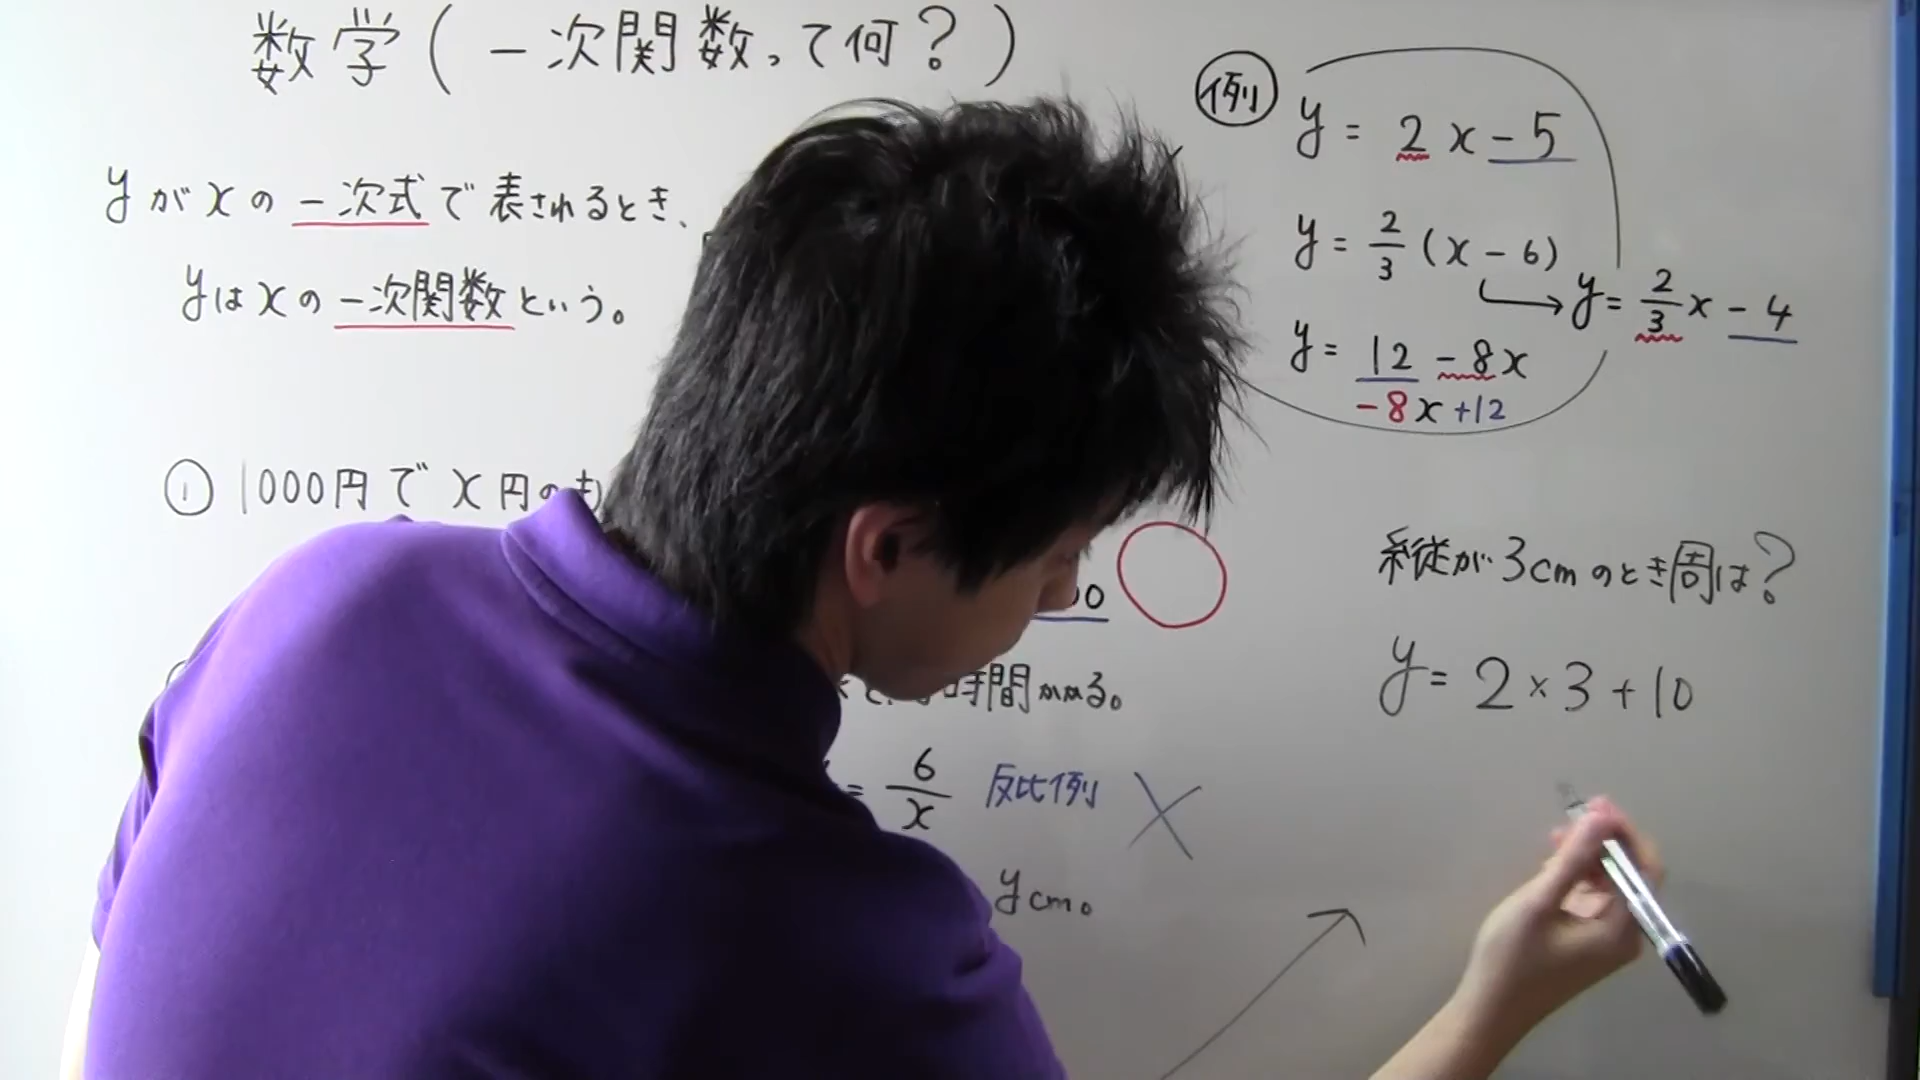 数学(一次関数って何?)
yがxの一次式で表されるとき、
yはxの一次関数という。
例 y = 2x - 5
y = 2/3 (x - 6)
y = 2/3 x - 4
y = 12 - 8x
-8x + 12
① 1000円でx円の
時間かかる。
= 6/x 反比例 ×
y cm。
縦が3cmのとき周は?
y = 2 × 3 + 10